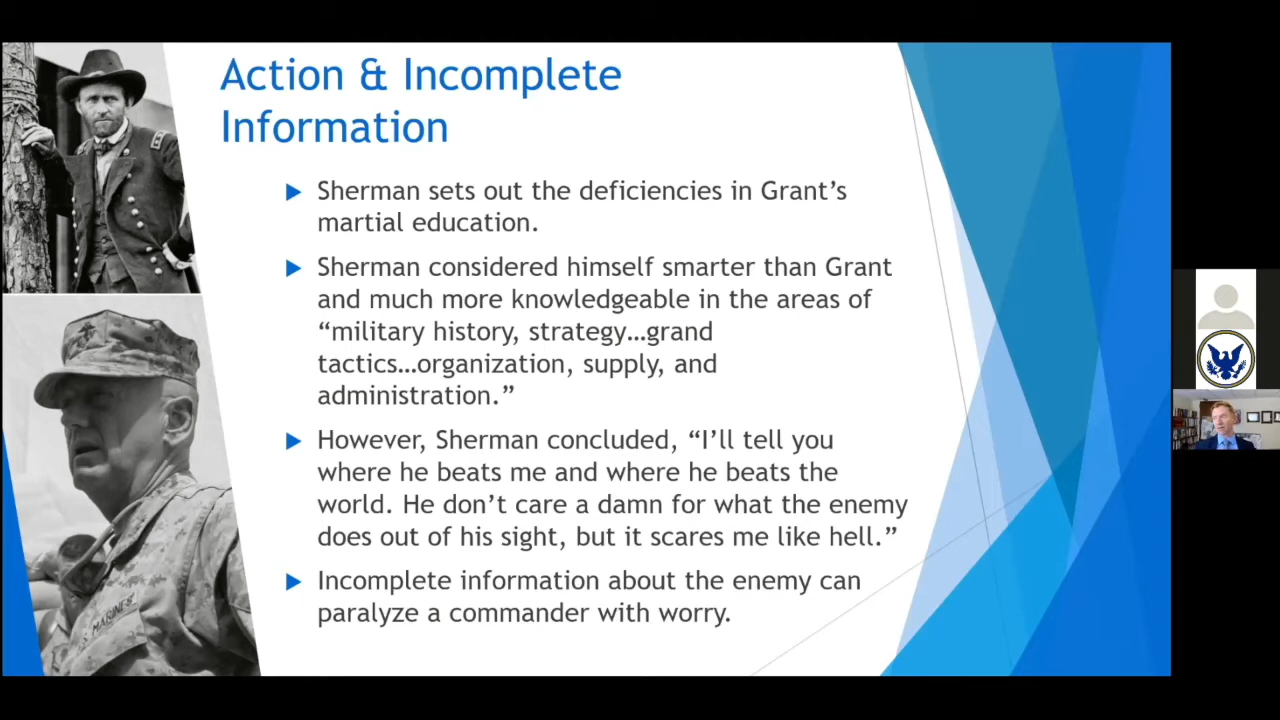 Action & Incomplete
Information
Sherman sets out the deficiencies in Grant’s
martial education.
Sherman considered himself smarter than Grant
and much more knowledgeable in the areas of
“military history, strategy…grand
tactics…organization, supply, and
administration.”
However, Sherman concluded, “I’ll tell you
where he beats me and where he beats the
world. He don’t care a damn for what the enemy
does out of his sight, but it scares me like hell.”
Incomplete information about the enemy can
paralyze a commander with worry.
MARINES